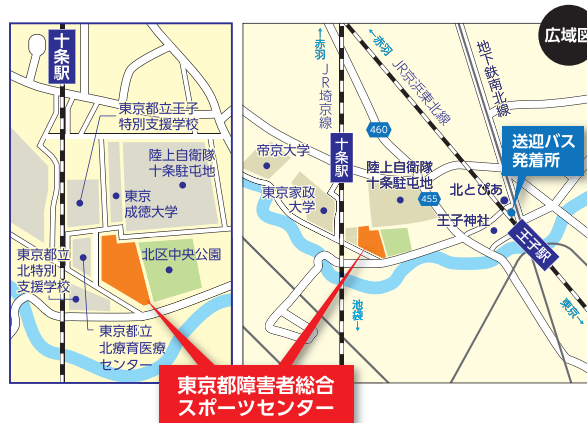 十条駅
東京都立王子
特別支援学校
陸上自衛隊
十条駐屯地
東京
成徳大学
東京都立
北特別
支援学校
北区中央公園
東京都立
北療育医療
センター
広域図
←赤羽
JR埼京線
←赤羽
JR京浜東北線
地下鉄南北線
460
十条駅
送迎バス
発着所
帝京大学
陸上自衛隊
十条駐屯地
455
北とぴあ
東京家政
大学
王子神社
王子駅
池袋→
東京→
東京都障害者総合
スポーツセンター